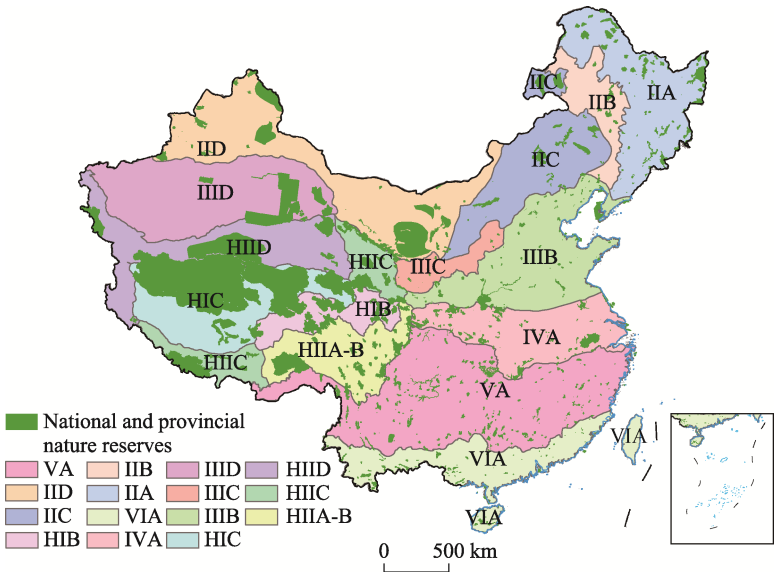 IIC
IIB
IIA
IID
IIC
IIID
HIID
HIIC
IIIC
IIIB
HIC
HIB
HIIC
HIIA-B
IVA
VA
VIA
VIA
VIA
National and provincial
nature reserves
VA IIB IIID HIID
IID IIA IIIC HIIC
IIC VIA IIIB HIIA-B
HIB IVA HIC
0 500 km